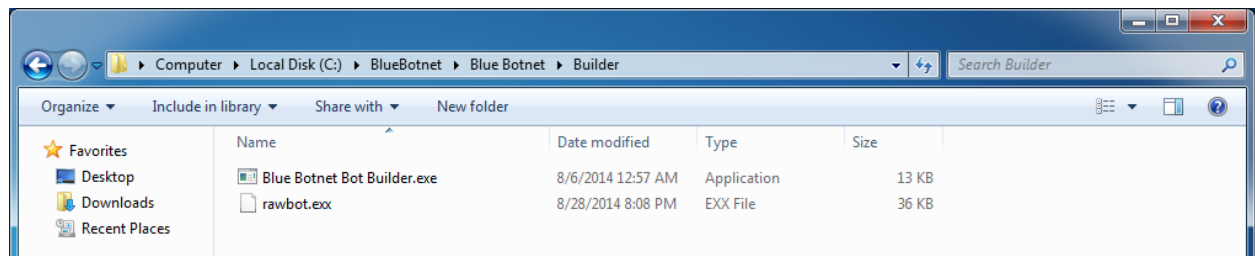 Computer Local Disk (C:) BlueBotnet Blue Botnet Builder Search Builder
Organize Include in library Share with New folder
Favorites Name Date modified Type Size
Desktop Blue Botnet Bot Builder.exe 8/6/2014 12:57 AM Application 13 KB
Downloads rawbot.exx 8/28/2014 8:08 PM EXX File 36 KB
Recent Places